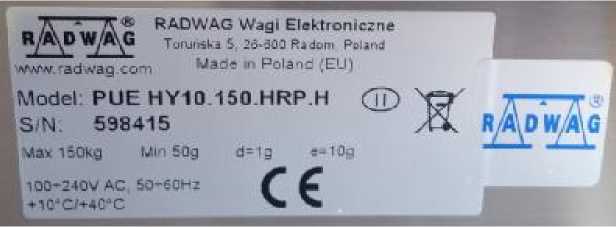 RADWAG®
RADWAG Wagi Elektroniczne
Toruńska 5, 26-600 Radom, Poland
www.radwag.com
Made in Poland (EU)
Model: PUE HY10.150.HRP.H
II
S/N: 598415
RADWAG
Max 150kg Min 50g d=1g e=10g
100÷240V AC, 50÷60Hz
CE
+10°C/+40°C